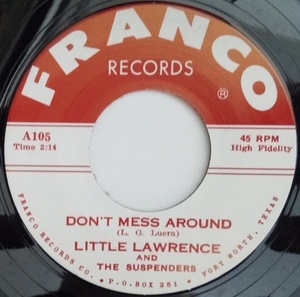 FRANCO
RECORDS
®
A105
Time 2:14
45 RPM
High Fidelity
DON'T MESS AROUND
(L. G. Luera)
LITTLE LAWRENCE
AND
THE SUSPENDERS
FRANCO RECORDS CO. • P.O. BOX 251 • FORT WORTH, TEXAS